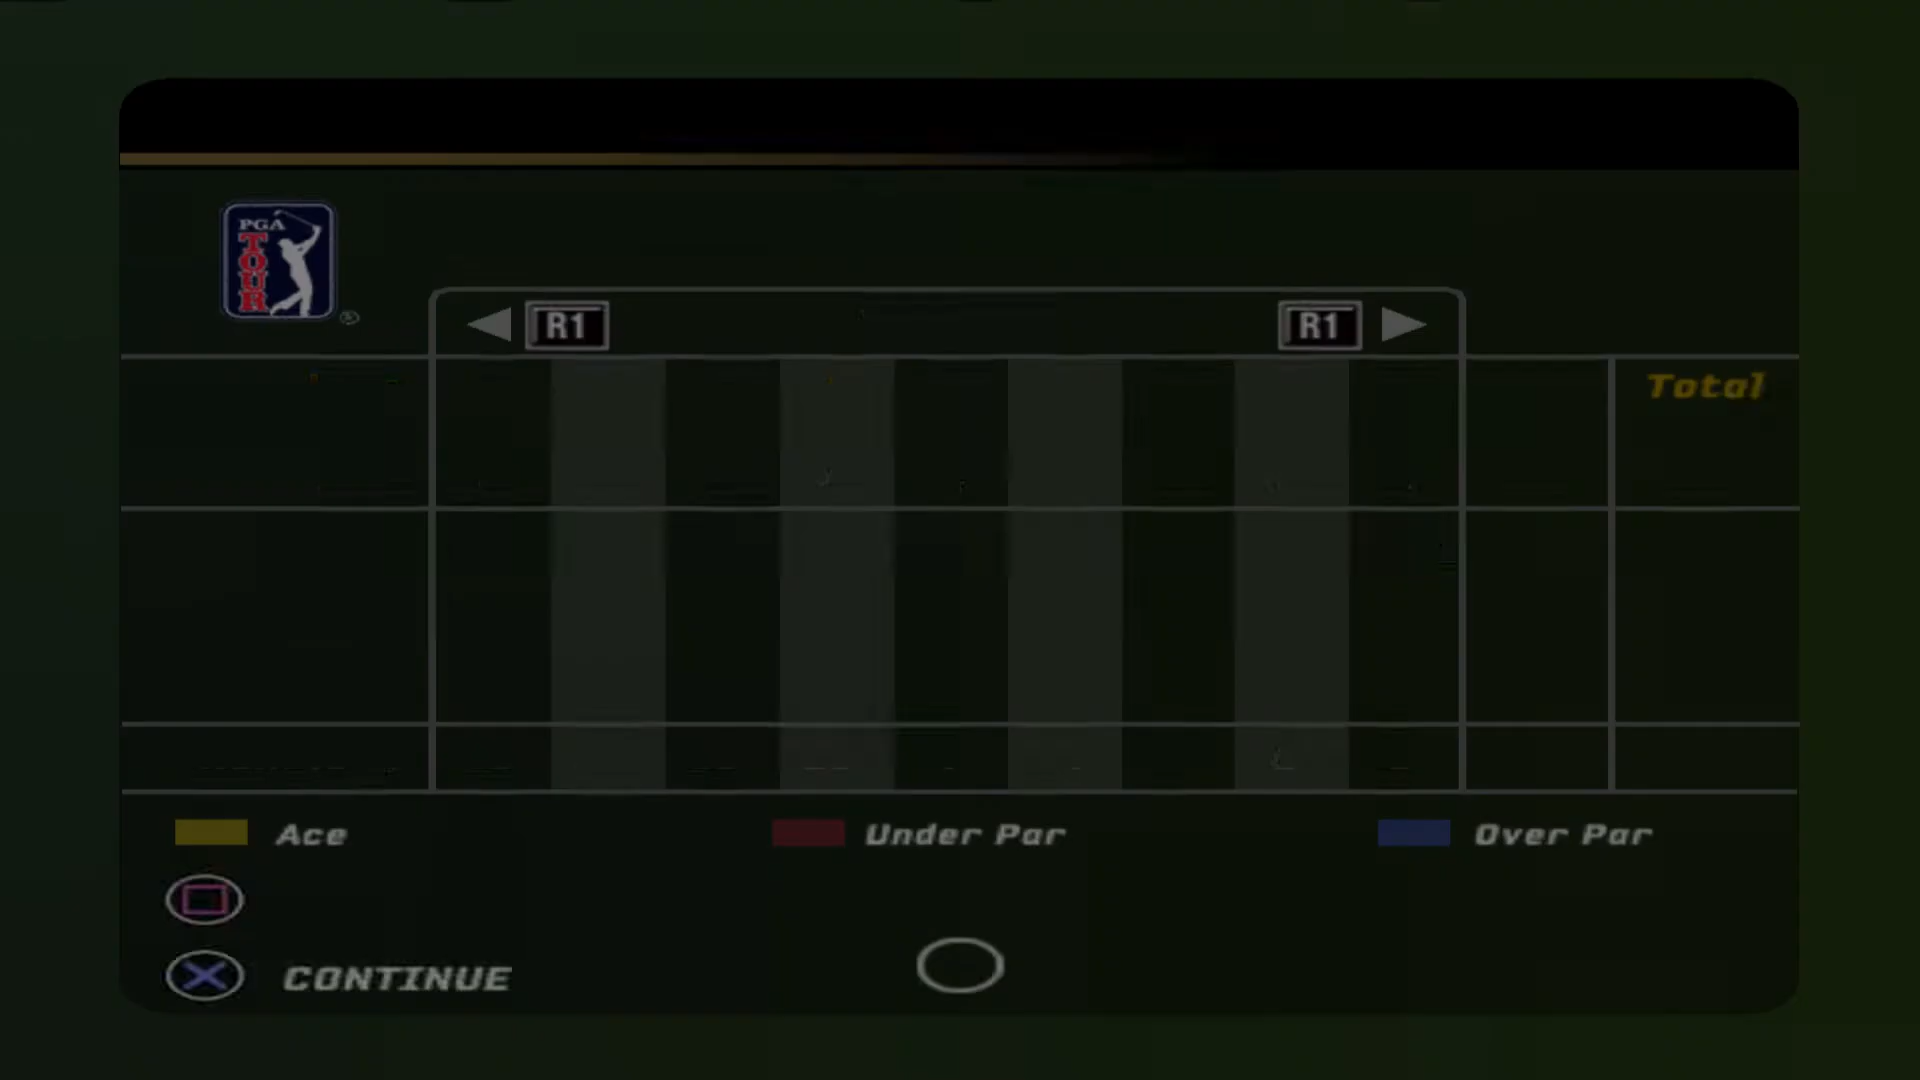 PGA
TOUR
®
R1 R1
Total
Ace Under Par Over Par
CONTINUE